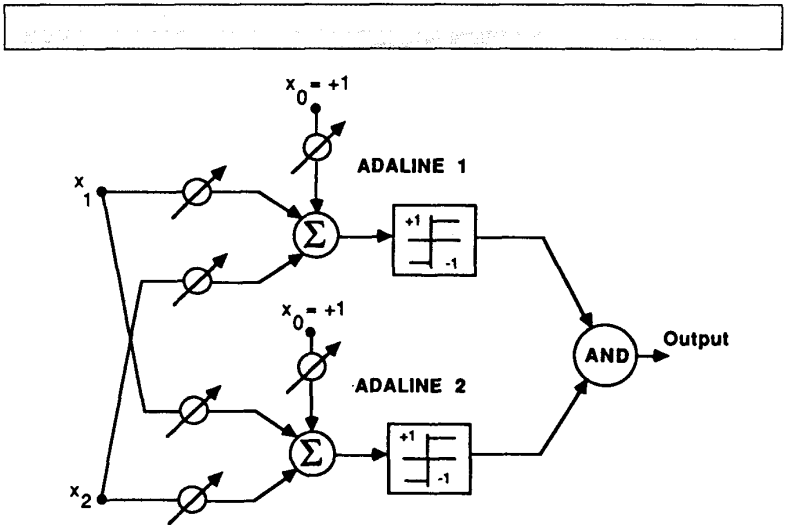 x0 = +1
ADALINE 1
x1
Σ
+1
-1
x0 = +1
AND
Output
ADALINE 2
Σ
+1
-1
x2